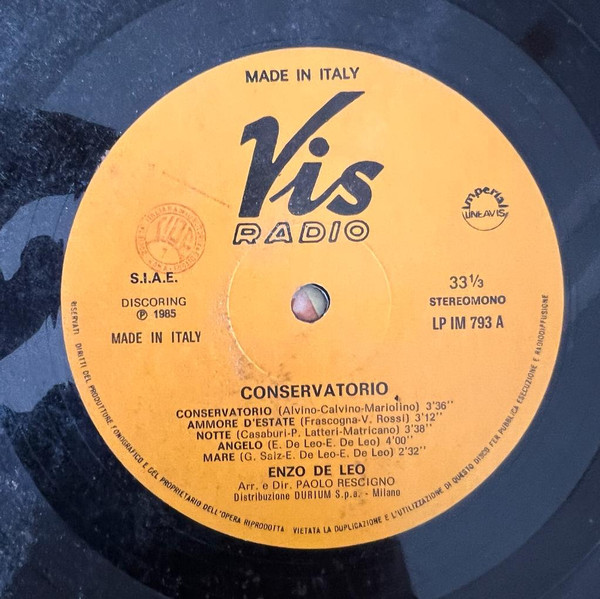 MADE IN ITALY
Vis
RADIO
imperial
LINEAVIS
S.I.A.E.
DISCORING
℗ 1985
MADE IN ITALY
33 1/3
STEREOMONO
LP IM 793 A
CONSERVATORIO
CONSERVATORIO (Alvino-Calvino-Mariolino) 3'36''
AMMORE D'ESTATE (Frascogna-V. Rossi) 3'12''
NOTTE (Casaburi-P. Latteri-Matricano) 3'38''
ANGELO (E. De Leo-E. De Leo) 4'00''
MARE (G. Saiz-E. De Leo-E. De Leo) 2'32''
ENZO DE LEO
Arr. e Dir. PAOLO RESCIGNO
Distribuzione DURIUM S.p.a. - Milano
RISERVATI DIRITTI DEL PRODUTTORE FONOGRAFICO E DEL PROPRIETARIO DELL'OPERA RIPRODOTTA VIETATA LA DUPLICAZIONE E L'UTILIZZAZIONE DI QUESTO DISCO PER PUBBLICA ESECUZIONE E RADIODIFFUSIONE